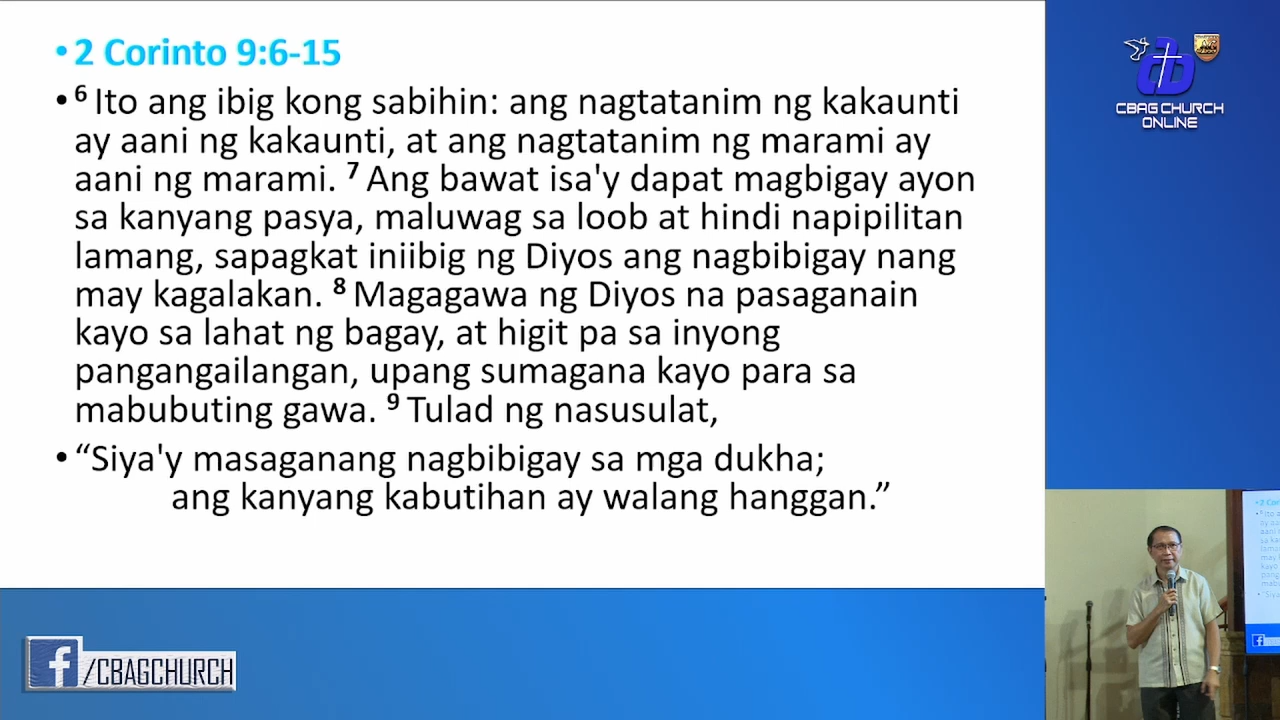 • 2 Corinto 9:6-15
• 6 Ito ang ibig kong sabihin: ang nagtatanim ng kakaunti
ay aani ng kakaunti, at ang nagtatanim ng marami ay
aani ng marami. 7 Ang bawat isa'y dapat magbigay ayon
sa kanyang pasya, maluwag sa loob at hindi napipilitan
lamang, sapagkat iniibig ng Diyos ang nagbibigay nang
may kagalakan. 8 Magagawa ng Diyos na pasaganain
kayo sa lahat ng bagay, at higit pa sa inyong
pangangailangan, upang sumagana kayo para sa
mabubuting gawa. 9 Tulad ng nasusulat,
• “Siya'y masaganang nagbibigay sa mga dukha;
ang kanyang kabutihan ay walang hanggan.”
CBAG CHURCH
ONLINE
f/CBAGCHURCH